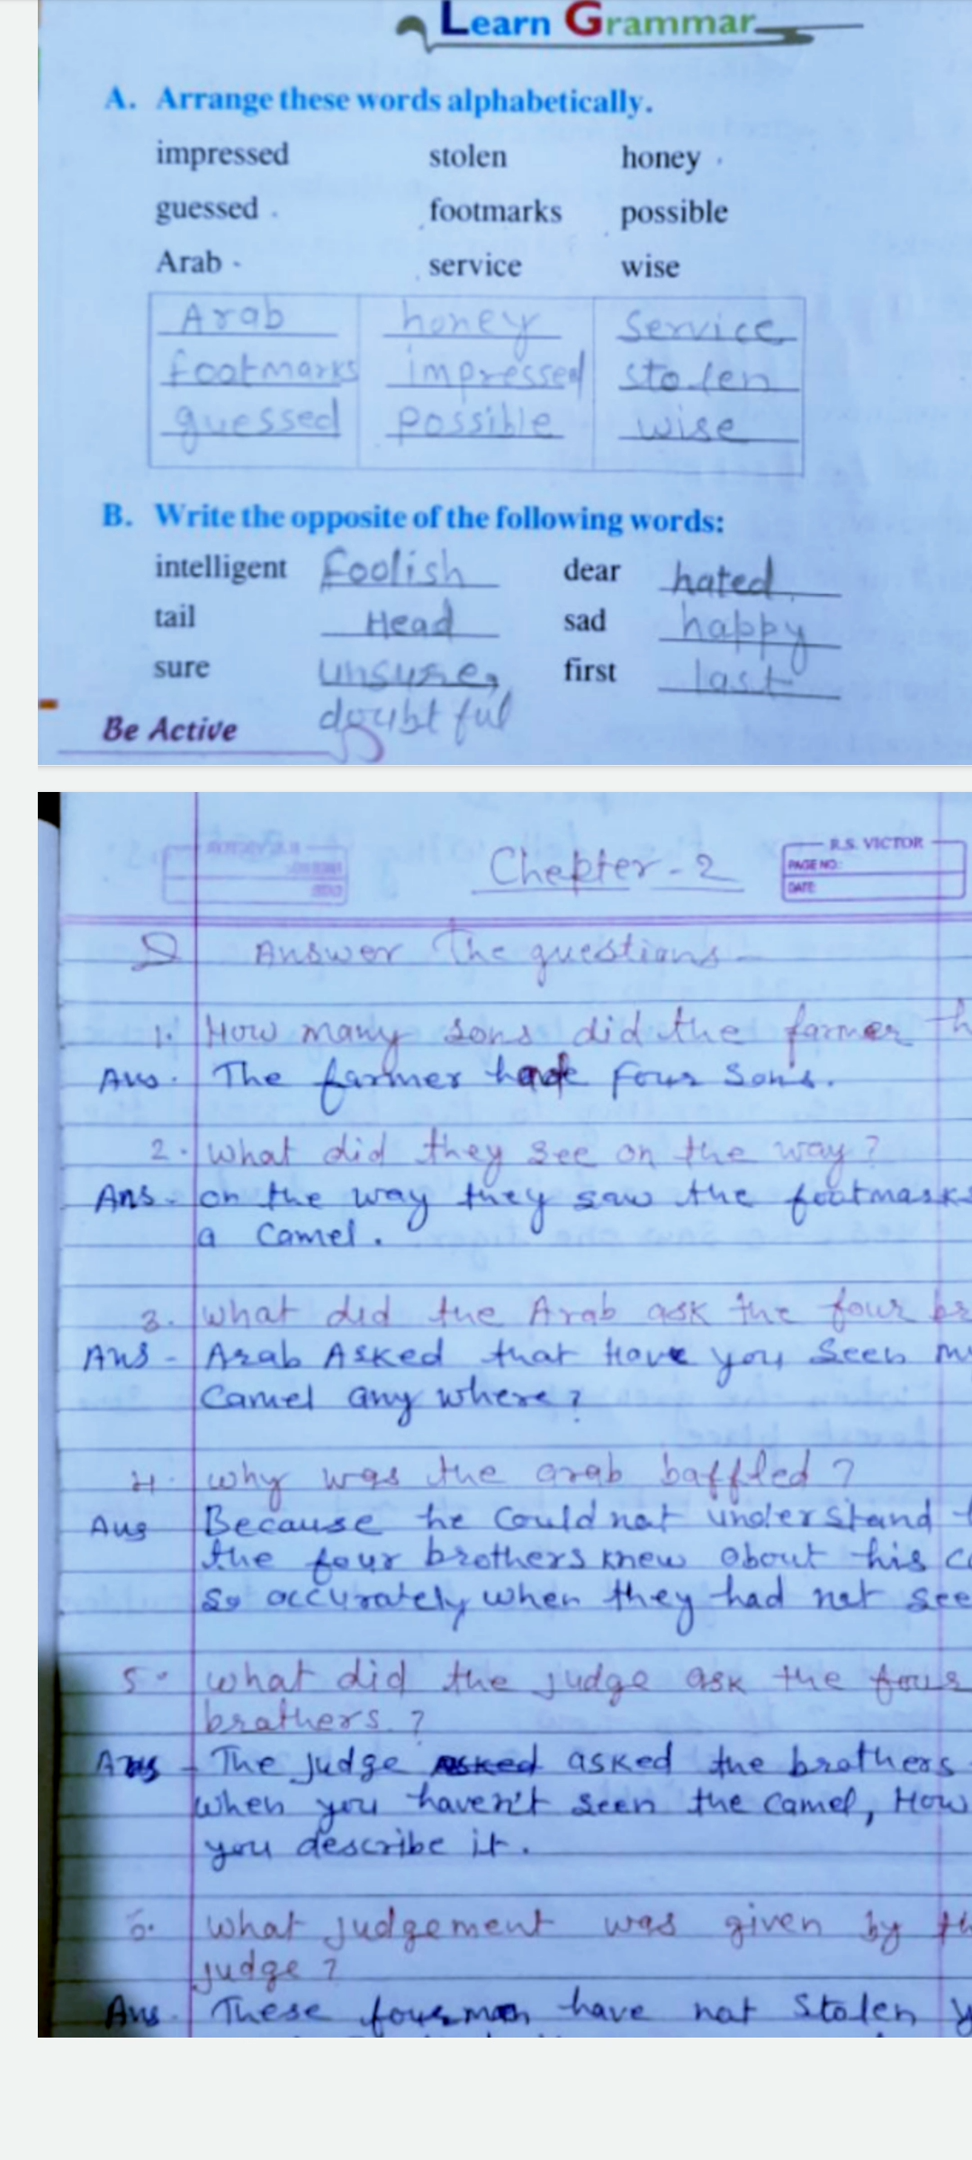 Learn Grammar
A. Arrange these words alphabetically.
impressed stolen honey
guessed footmarks possible
Arab service wise
Arab honey Service
footmarks impressed stolen
guessed possible wise
B. Write the opposite of the following words:
intelligent Foolish dear hated
tail Head sad happy
sure unsure, first last
doubtful
Be Active
R.S. VICTOR
Chepter - 2
PAGE NO.:
DATE:
Answer The questions -
1. How many sons did the farmer h
Ans. The farmer had four Sons.
2. What did they see on the way?
Ans. on the way they saw the footmarks
a Camel.
3. What did the Arab ask the four br
Ans - Arab Asked that Have you Seen my
Camel any where?
4. Why was the arab baffled?
Ans Because he Could not understand t
the four brothers knew about his ca
so accurately when they had not see
5. What did the judge ask the four
brothers.?
Ans - The Judge asked the brothers
When you haven't seen the camel, How
you describe it.
6. What judgement was given by th
judge?
Ans. These four men have not Stolen y